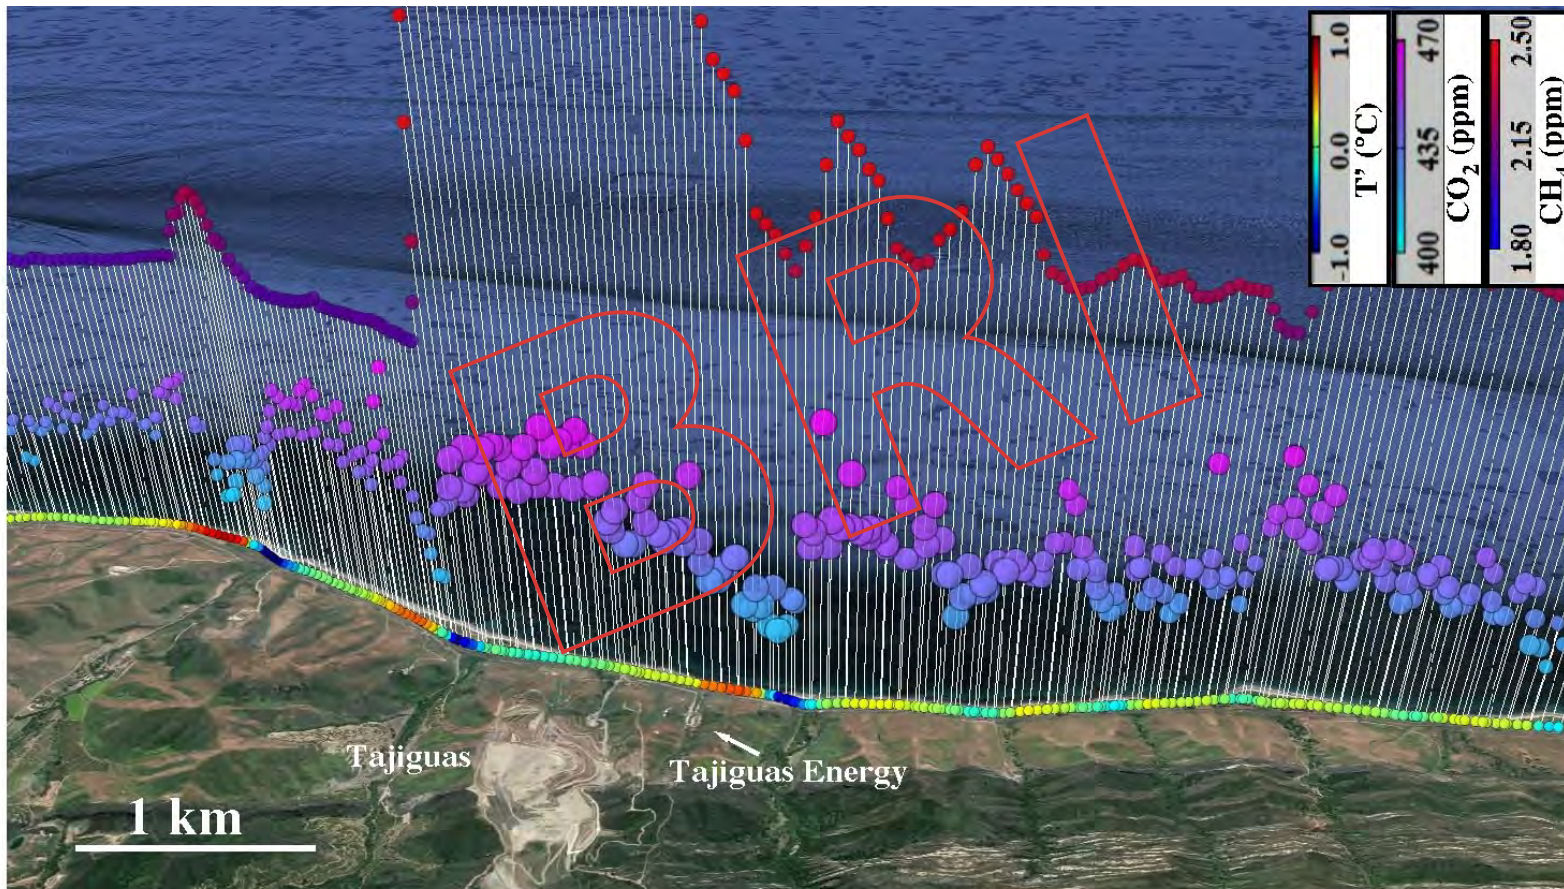 1.0
0.0
-1.0
T' (°C)
470
435
400
CO₂ (ppm)
2.50
2.15
1.80
CH₄ (ppm)
BRI
Tajiguas
Tajiguas Energy
1 km